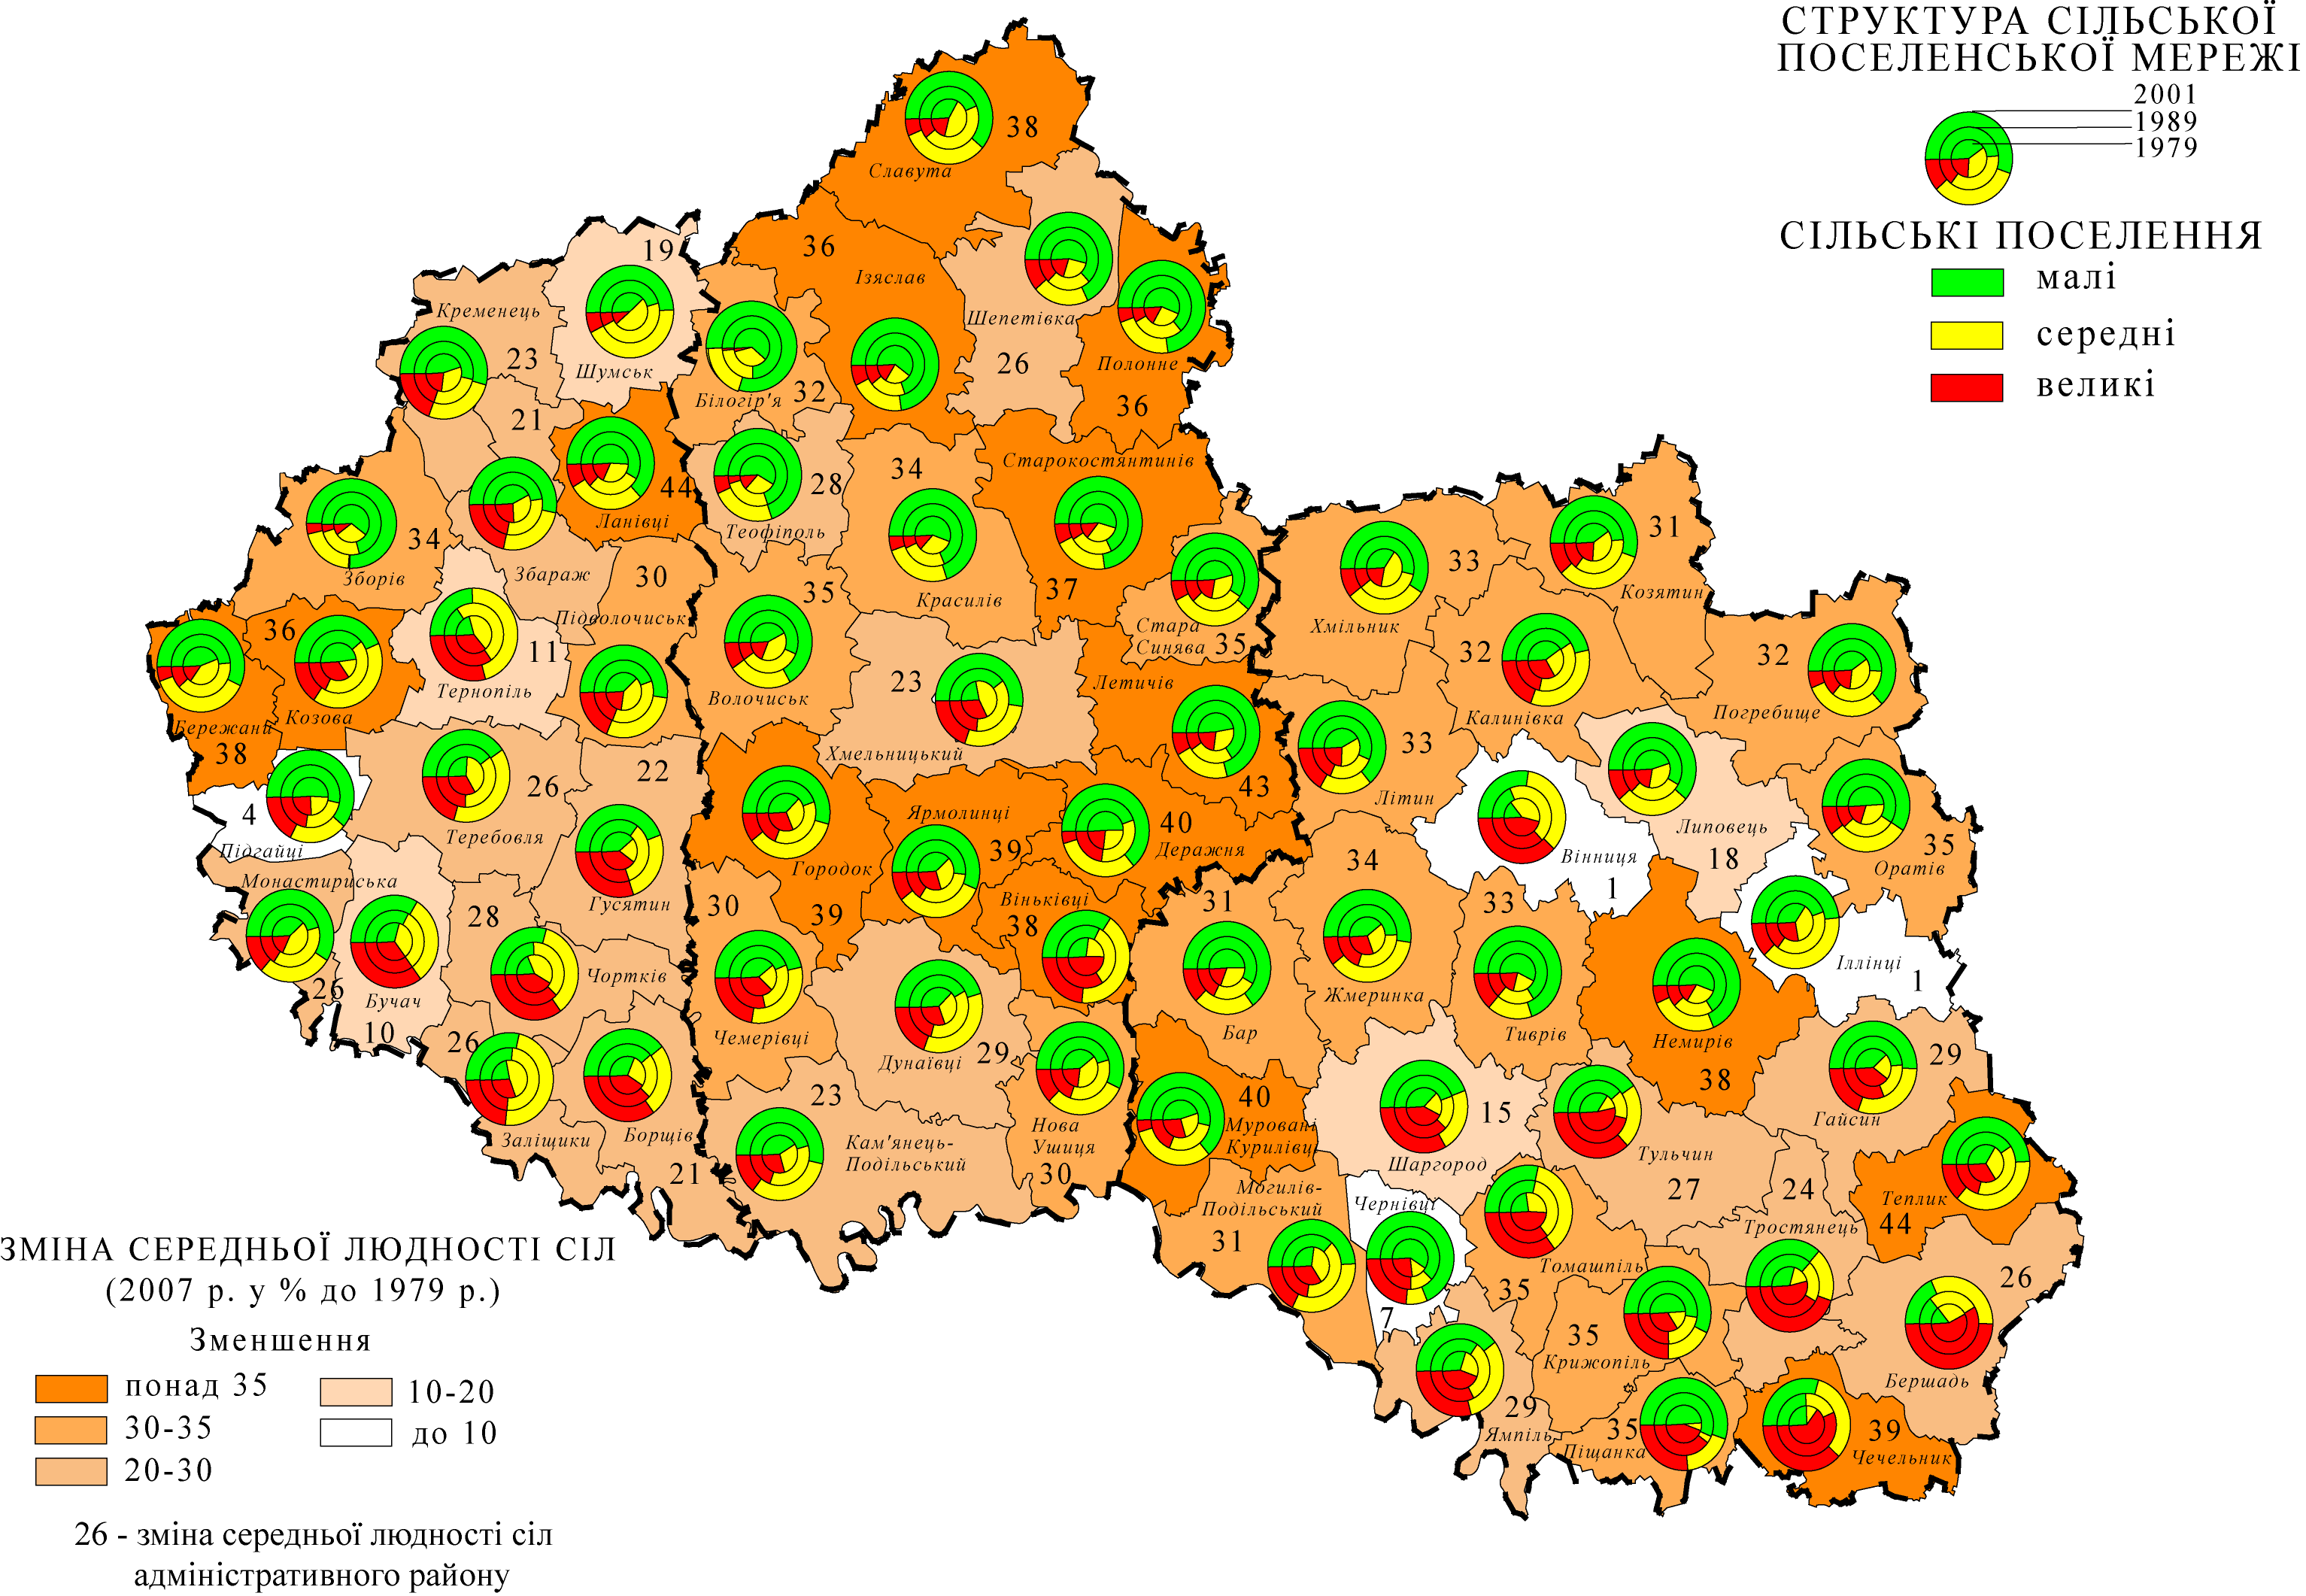 СТРУКТУРА СІЛЬСЬКОЇ
ПОСЕЛЕНСЬКОЇ МЕРЕЖІ
2001
1989
1979
СІЛЬСЬКІ ПОСЕЛЕННЯ
малі
середні
великі
38
Славута
19
36
Ізяслав
Кременець
Шепетівка
23
Шумськ
26
Полонне
Білогір'я
32
36
21
Старокостянтинів
34
44
28
Ланівці
Теофіполь
31
34
33
Зборів
Збараж
30
35
Красилів
37
Козятин
Підволочиськ
Стара
Синява
35
Хмільник
36
11
32
32
Тернопіль
23
Летичів
Волочиськ
Козова
Калинівка
Погребище
Бережани
38
Хмельницький
33
22
26
43
Літин
4
Ярмолинці
40
Липовець
Теребовля
Деражня
35
Підгайці
39
34
Вінниця
18
Оратів
Городок
1
Монастириська
Гусятин
Віньківці
31
33
28
30
39
38
Іллінці
Чортків
1
26
Бучач
Жмеринка
10
Чемерівці
Бар
Тиврів
Немирів
26
Дунаївці
29
29
38
23
40
15
Гайсин
Нова
Ушиця
Муровані
Курилівці
Заліщики
Борщів
Кам'янець-
Подільський
Шаргород
Тульчин
21
30
Могилів-
Подільський
27
24
Теплик
Чернівці
44
31
Тростянець
Томашпіль
35
26
7
35
Крижопіль
Бершадь
29
Ямпіль
35
Піщанка
39
Чечельник
ЗМІНА СЕРЕДНЬОЇ ЛЮДНОСТІ СІЛ
(2007 р. у % до 1979 р.)
Зменшення
понад 35
10-20
30-35
до 10
20-30
26 - зміна середньої людності сіл
адміністративного району